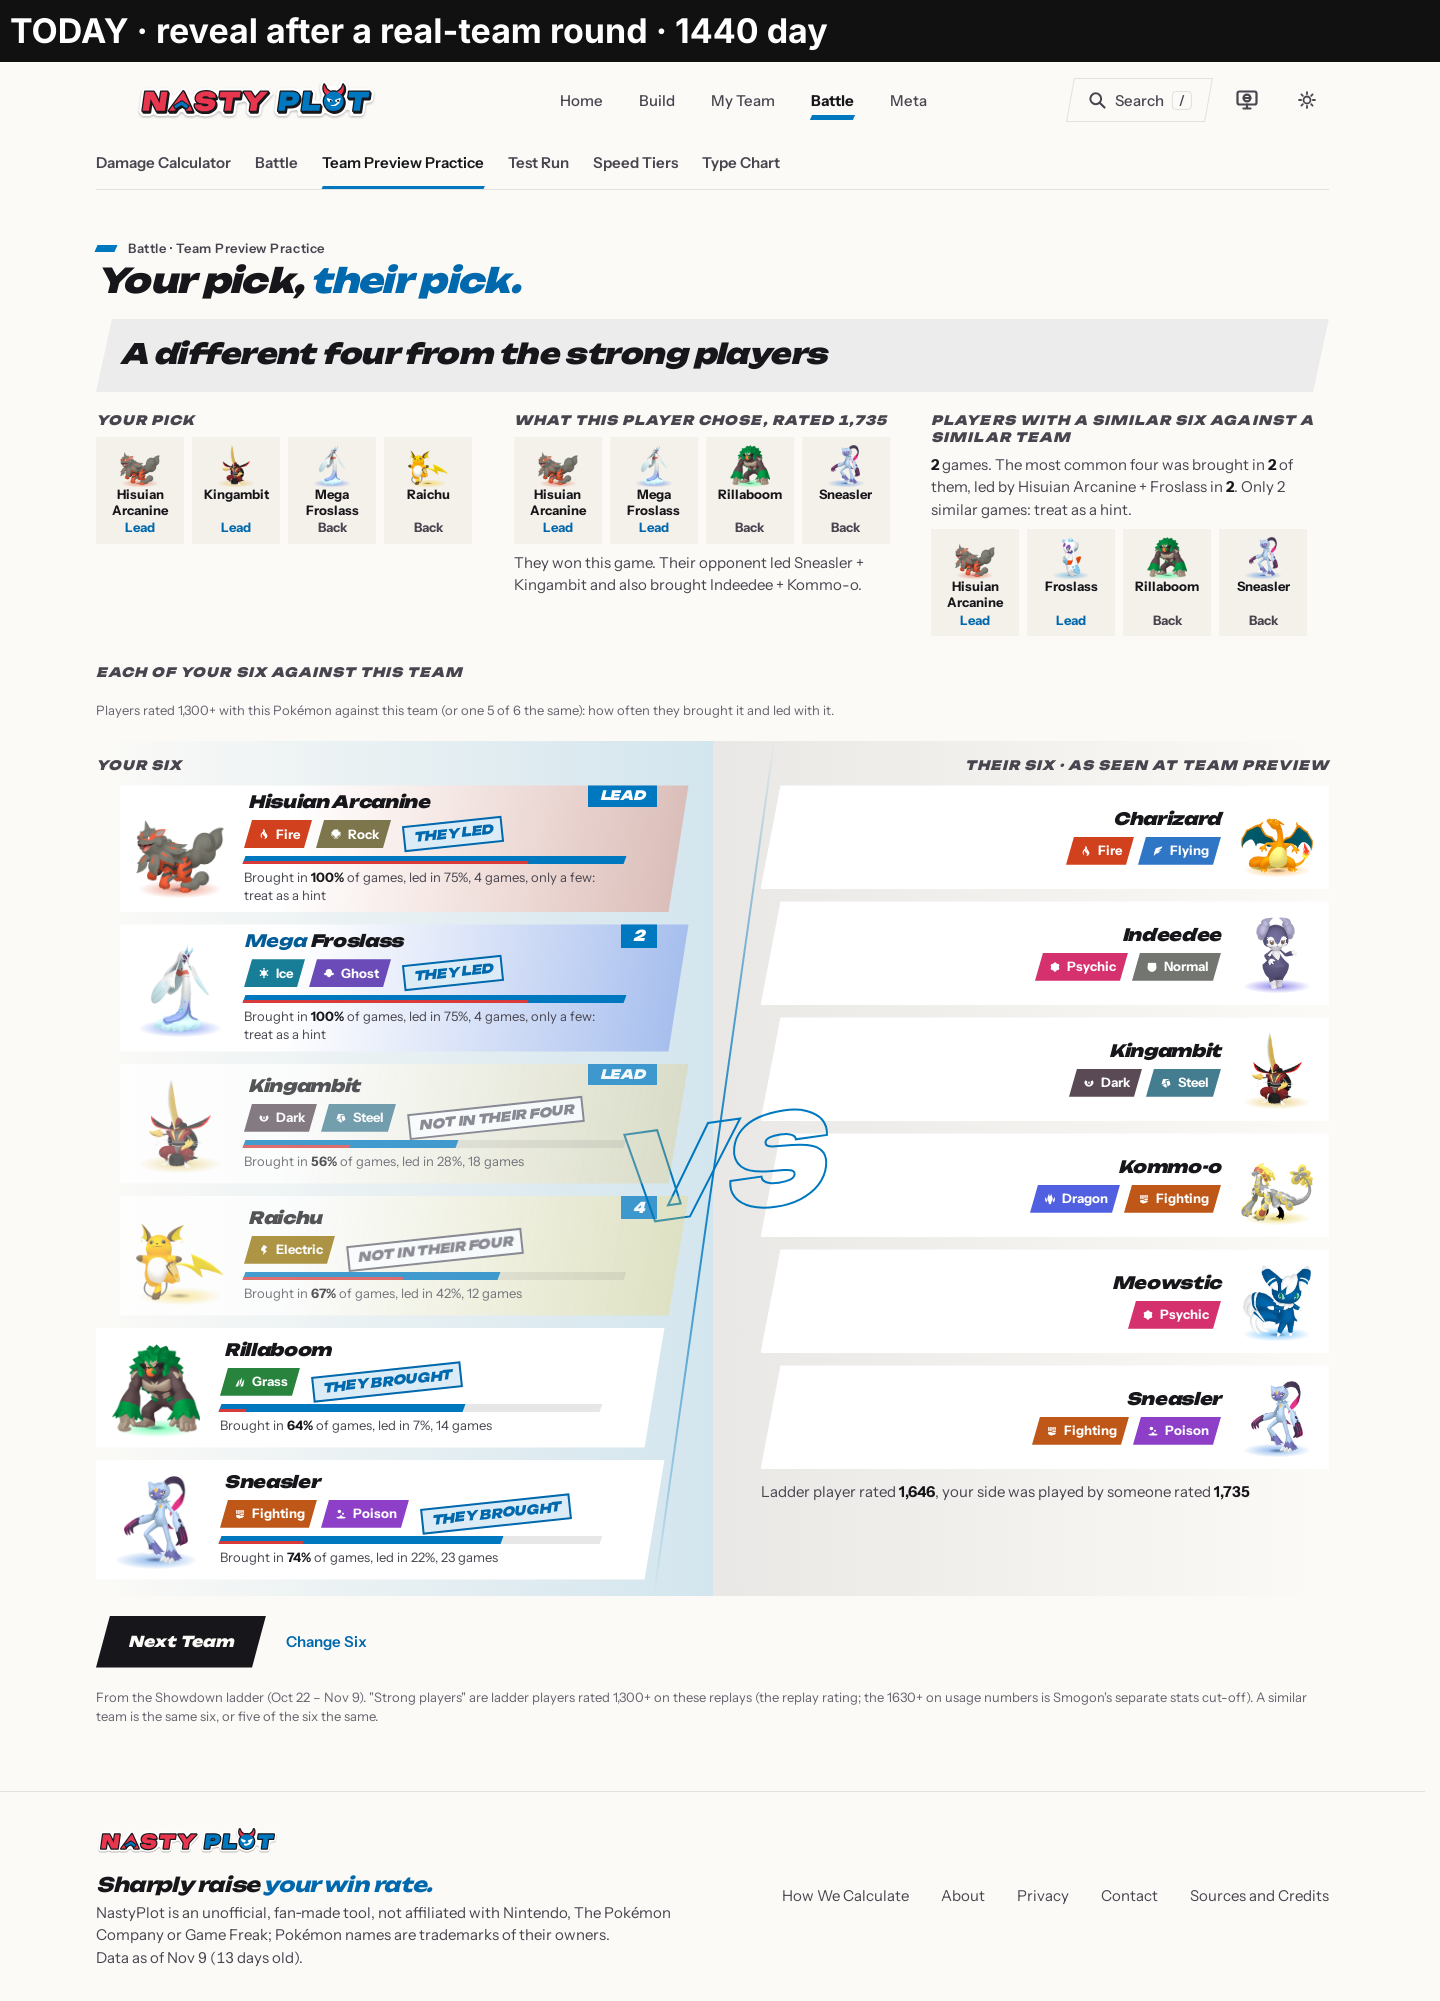 TODAY · reveal after a real-team round · 1440 day
NASTY PLOT
Home Build My Team Battle Meta
Search /
Damage Calculator Battle Team Preview Practice Test Run Speed Tiers Type Chart
Battle · Team Preview Practice
Your pick, their pick.
A different four from the strong players
YOUR PICK
Hisuian Arcanine
Lead
Kingambit
Lead
Mega Froslass
Back
Raichu
Back
WHAT THIS PLAYER CHOSE, RATED 1,735
Hisuian Arcanine
Lead
Mega Froslass
Lead
Rillaboom
Back
Sneasler
Back
They won this game. Their opponent led Sneasler +
Kingambit and also brought Indeedee + Kommo-o.
PLAYERS WITH A SIMILAR SIX AGAINST A
SIMILAR TEAM
2 games. The most common four was brought in 2 of
them, led by Hisuian Arcanine + Froslass in 2. Only 2
similar games: treat as a hint.
Hisuian Arcanine
Lead
Froslass
Lead
Rillaboom
Back
Sneasler
Back
EACH OF YOUR SIX AGAINST THIS TEAM
Players rated 1,300+ with this Pokémon against this team (or one 5 of 6 the same): how often they brought it and led with it.
YOUR SIX
Hisuian Arcanine
LEAD
Fire Rock THEY LED
Brought in 100% of games, led in 75%, 4 games, only a few:
treat as a hint
Mega Froslass
2
Ice Ghost THEY LED
Brought in 100% of games, led in 75%, 4 games, only a few:
treat as a hint
Kingambit
LEAD
Dark Steel NOT IN THEIR FOUR
Brought in 56% of games, led in 28%, 18 games
Raichu
4
Electric NOT IN THEIR FOUR
Brought in 67% of games, led in 42%, 12 games
Rillaboom
Grass THEY BROUGHT
Brought in 64% of games, led in 7%, 14 games
Sneasler
Fighting Poison THEY BROUGHT
Brought in 74% of games, led in 22%, 23 games
VS
THEIR SIX · AS SEEN AT TEAM PREVIEW
Charizard
Fire Flying
Indeedee
Psychic Normal
Kingambit
Dark Steel
Kommo-o
Dragon Fighting
Meowstic
Psychic
Sneasler
Fighting Poison
Ladder player rated 1,646, your side was played by someone rated 1,735
Next Team Change Six
From the Showdown ladder (Oct 22 – Nov 9). "Strong players" are ladder players rated 1,300+ on these replays (the replay rating; the 1630+ on usage numbers is Smogon's separate stats cut-off). A similar
team is the same six, or five of the six the same.
NASTY PLOT
Sharply raise your win rate.
NastyPlot is an unofficial, fan-made tool, not affiliated with Nintendo, The Pokémon
Company or Game Freak; Pokémon names are trademarks of their owners.
Data as of Nov 9 (13 days old).
How We Calculate About Privacy Contact Sources and Credits